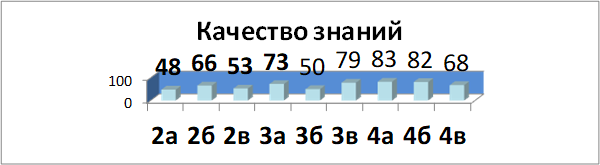 Качество знаний
48 66 53 73 50 79 83 82 68
100
0
2а 2б 2в 3а 3б 3в 4а 4б 4в